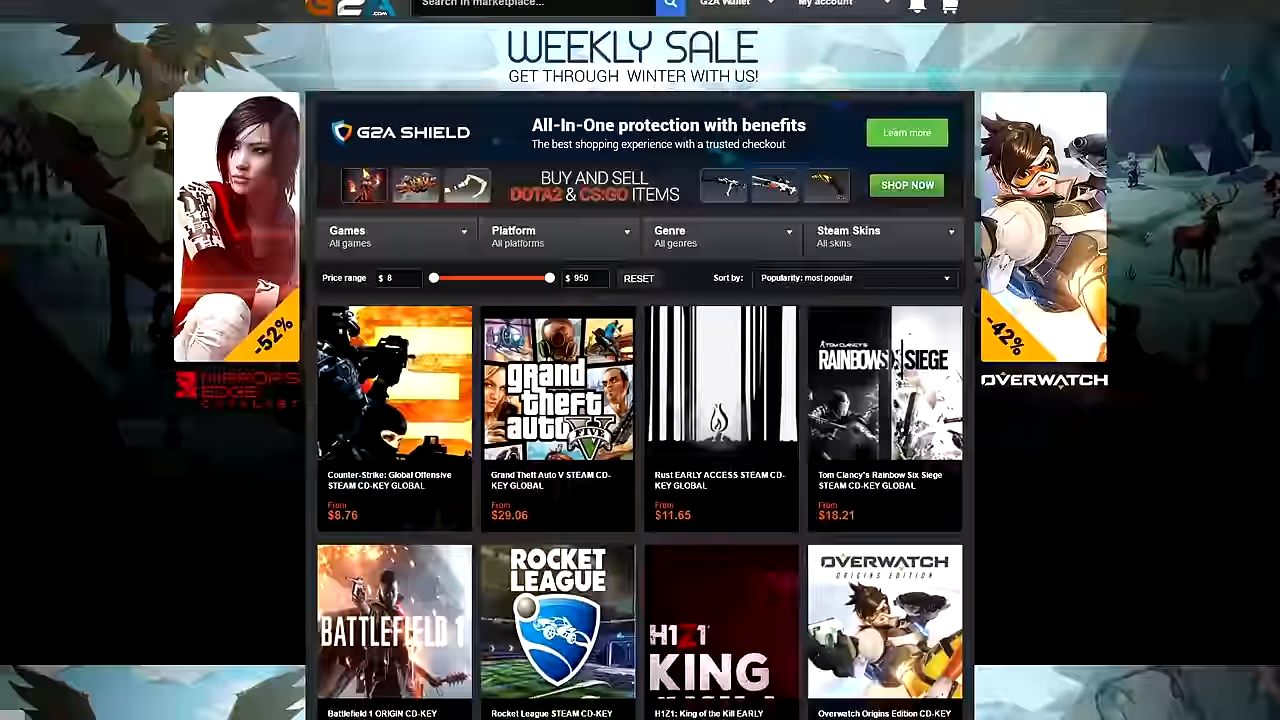 G2A
.COM
Search in marketplace...
G2A Wallet
My account
WEEKLY SALE
GET THROUGH WINTER WITH US!
G2A SHIELD
All-In-One protection with benefits
The best shopping experience with a trusted checkout
Learn more
BUY AND SELL
DOTA2 & CS:GO ITEMS
SHOP NOW
Games
All games
Platform
All platforms
Genre
All genres
Steam Skins
All skins
Price range
$ 8
$ 950
RESET
Sort by:
Popularity: most popular
-52%
MIRROR'S
EDGE
CATALYST
-42%
OVERWATCH
grand
theft
auto
FIVE
V
TOM CLANCY'S
RAINBOW SIX SIEGE
Counter-Strike: Global Offensive
STEAM CD-KEY GLOBAL
From
$8.76
Grand Theft Auto V STEAM CD-
KEY GLOBAL
From
$29.06
Rust EARLY ACCESS STEAM CD-
KEY GLOBAL
From
$11.65
Tom Clancy's Rainbow Six Siege
STEAM CD-KEY GLOBAL
From
$18.21
BATTLEFIELD 1
ROCKET
LEAGUE
H1Z1
KING
OVERWATCH
ORIGINS EDITION
Battlefield 1 ORIGIN CD-KEY
Rocket League STEAM CD-KEY
H1Z1: King of the Kill EARLY
Overwatch Origins Edition CD-KEY